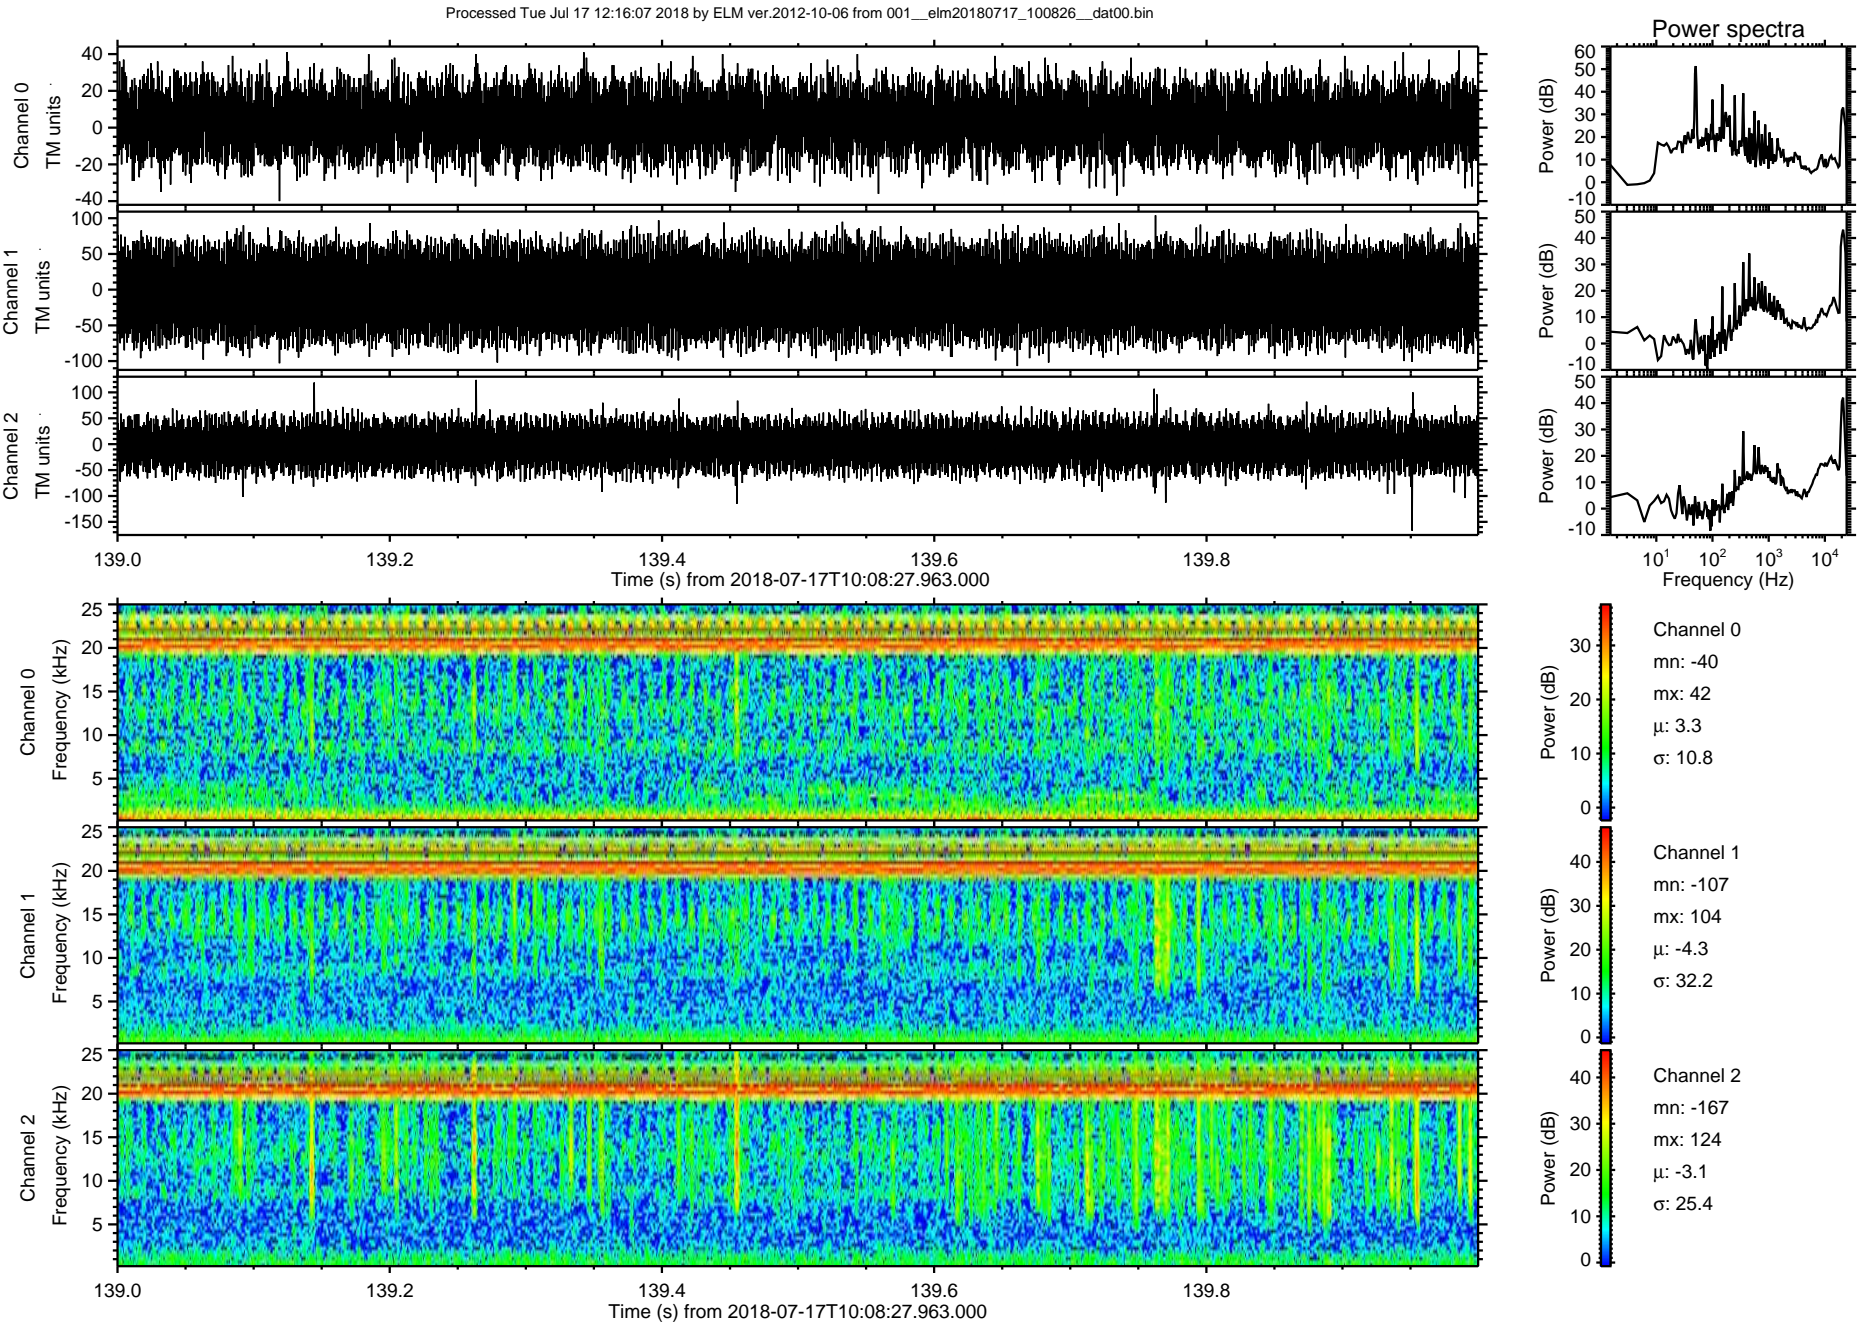 Processed Tue Jul 17 12:16:07 2018 by ELM ver.2012-10-06 from 001__elm20180717_100826__dat00.bin
Power spectra
Channel 0
TM units
40
20
0
-20
-40
Power (dB)
60
50
40
30
20
10
0
-10
Channel 1
TM units
100
50
0
-50
-100
Power (dB)
50
40
30
20
10
0
-10
Channel 2
TM units
100
50
0
-50
-100
-150
Power (dB)
50
40
30
20
10
0
-10
139.0 139.2 139.4 139.6 139.8
Time (s) from 2018-07-17T10:08:27.963.000
10¹ 10² 10³ 10⁴
Frequency (Hz)
Channel 0
Frequency (kHz)
25
20
15
10
5
Power (dB)
30
20
10
0
Channel 0
mn: -40
mx: 42
μ: 3.3
σ: 10.8
Channel 1
Frequency (kHz)
25
20
15
10
5
Power (dB)
40
30
20
10
0
Channel 1
mn: -107
mx: 104
μ: -4.3
σ: 32.2
Channel 2
Frequency (kHz)
25
20
15
10
5
Power (dB)
40
30
20
10
0
Channel 2
mn: -167
mx: 124
μ: -3.1
σ: 25.4
139.0 139.2 139.4 139.6 139.8
Time (s) from 2018-07-17T10:08:27.963.000